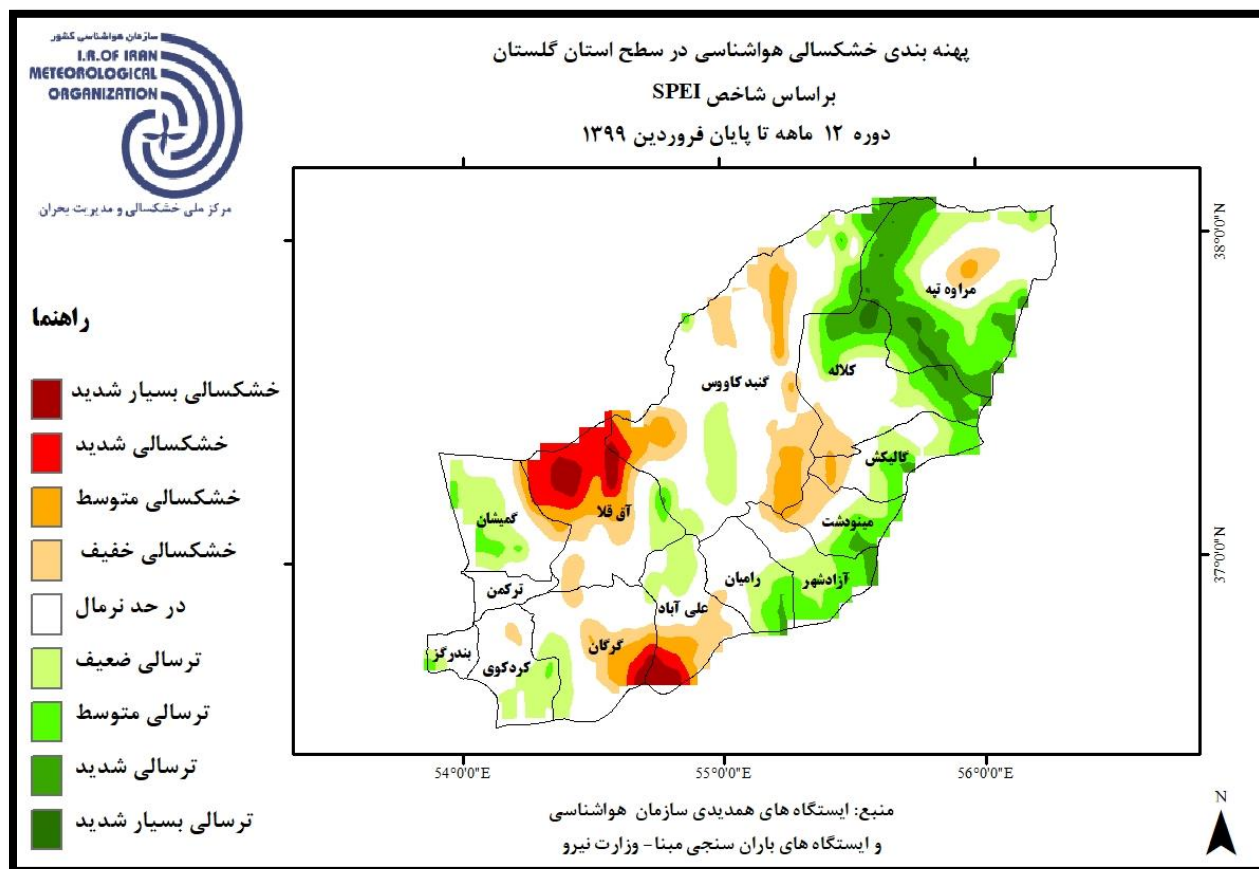 سازمان هواشناسی کشور
I.R.OF IRAN
METEOROLOGICAL
ORGANIZATION
مرکز ملی خشکسالی و مدیریت بحران
پهنه بندی خشکسالی هواشناسی در سطح استان گلستان
براساس شاخص SPEI
دوره ۱۲ ماهه تا پایان فروردین ۱۳۹۹
راهنما
خشکسالی بسیار شدید
خشکسالی شدید
خشکسالی متوسط
خشکسالی خفیف
در حد نرمال
ترسالی ضعیف
ترسالی متوسط
ترسالی شدید
ترسالی بسیار شدید
مراوه تپه
کلاله
گنبد کاووس
گالیکش
آق قلا
گمیشان
مینودشت
آزادشهر
رامیان
ترکمن
علی آباد
گرگان
کردکوی
بندرگز
38°0'0"N
37°0'0"N
54°0'0"E
55°0'0"E
56°0'0"E
منبع: ایستگاه های همدیدی سازمان هواشناسی
و ایستگاه های باران سنجی مبنا- وزارت نیرو
N